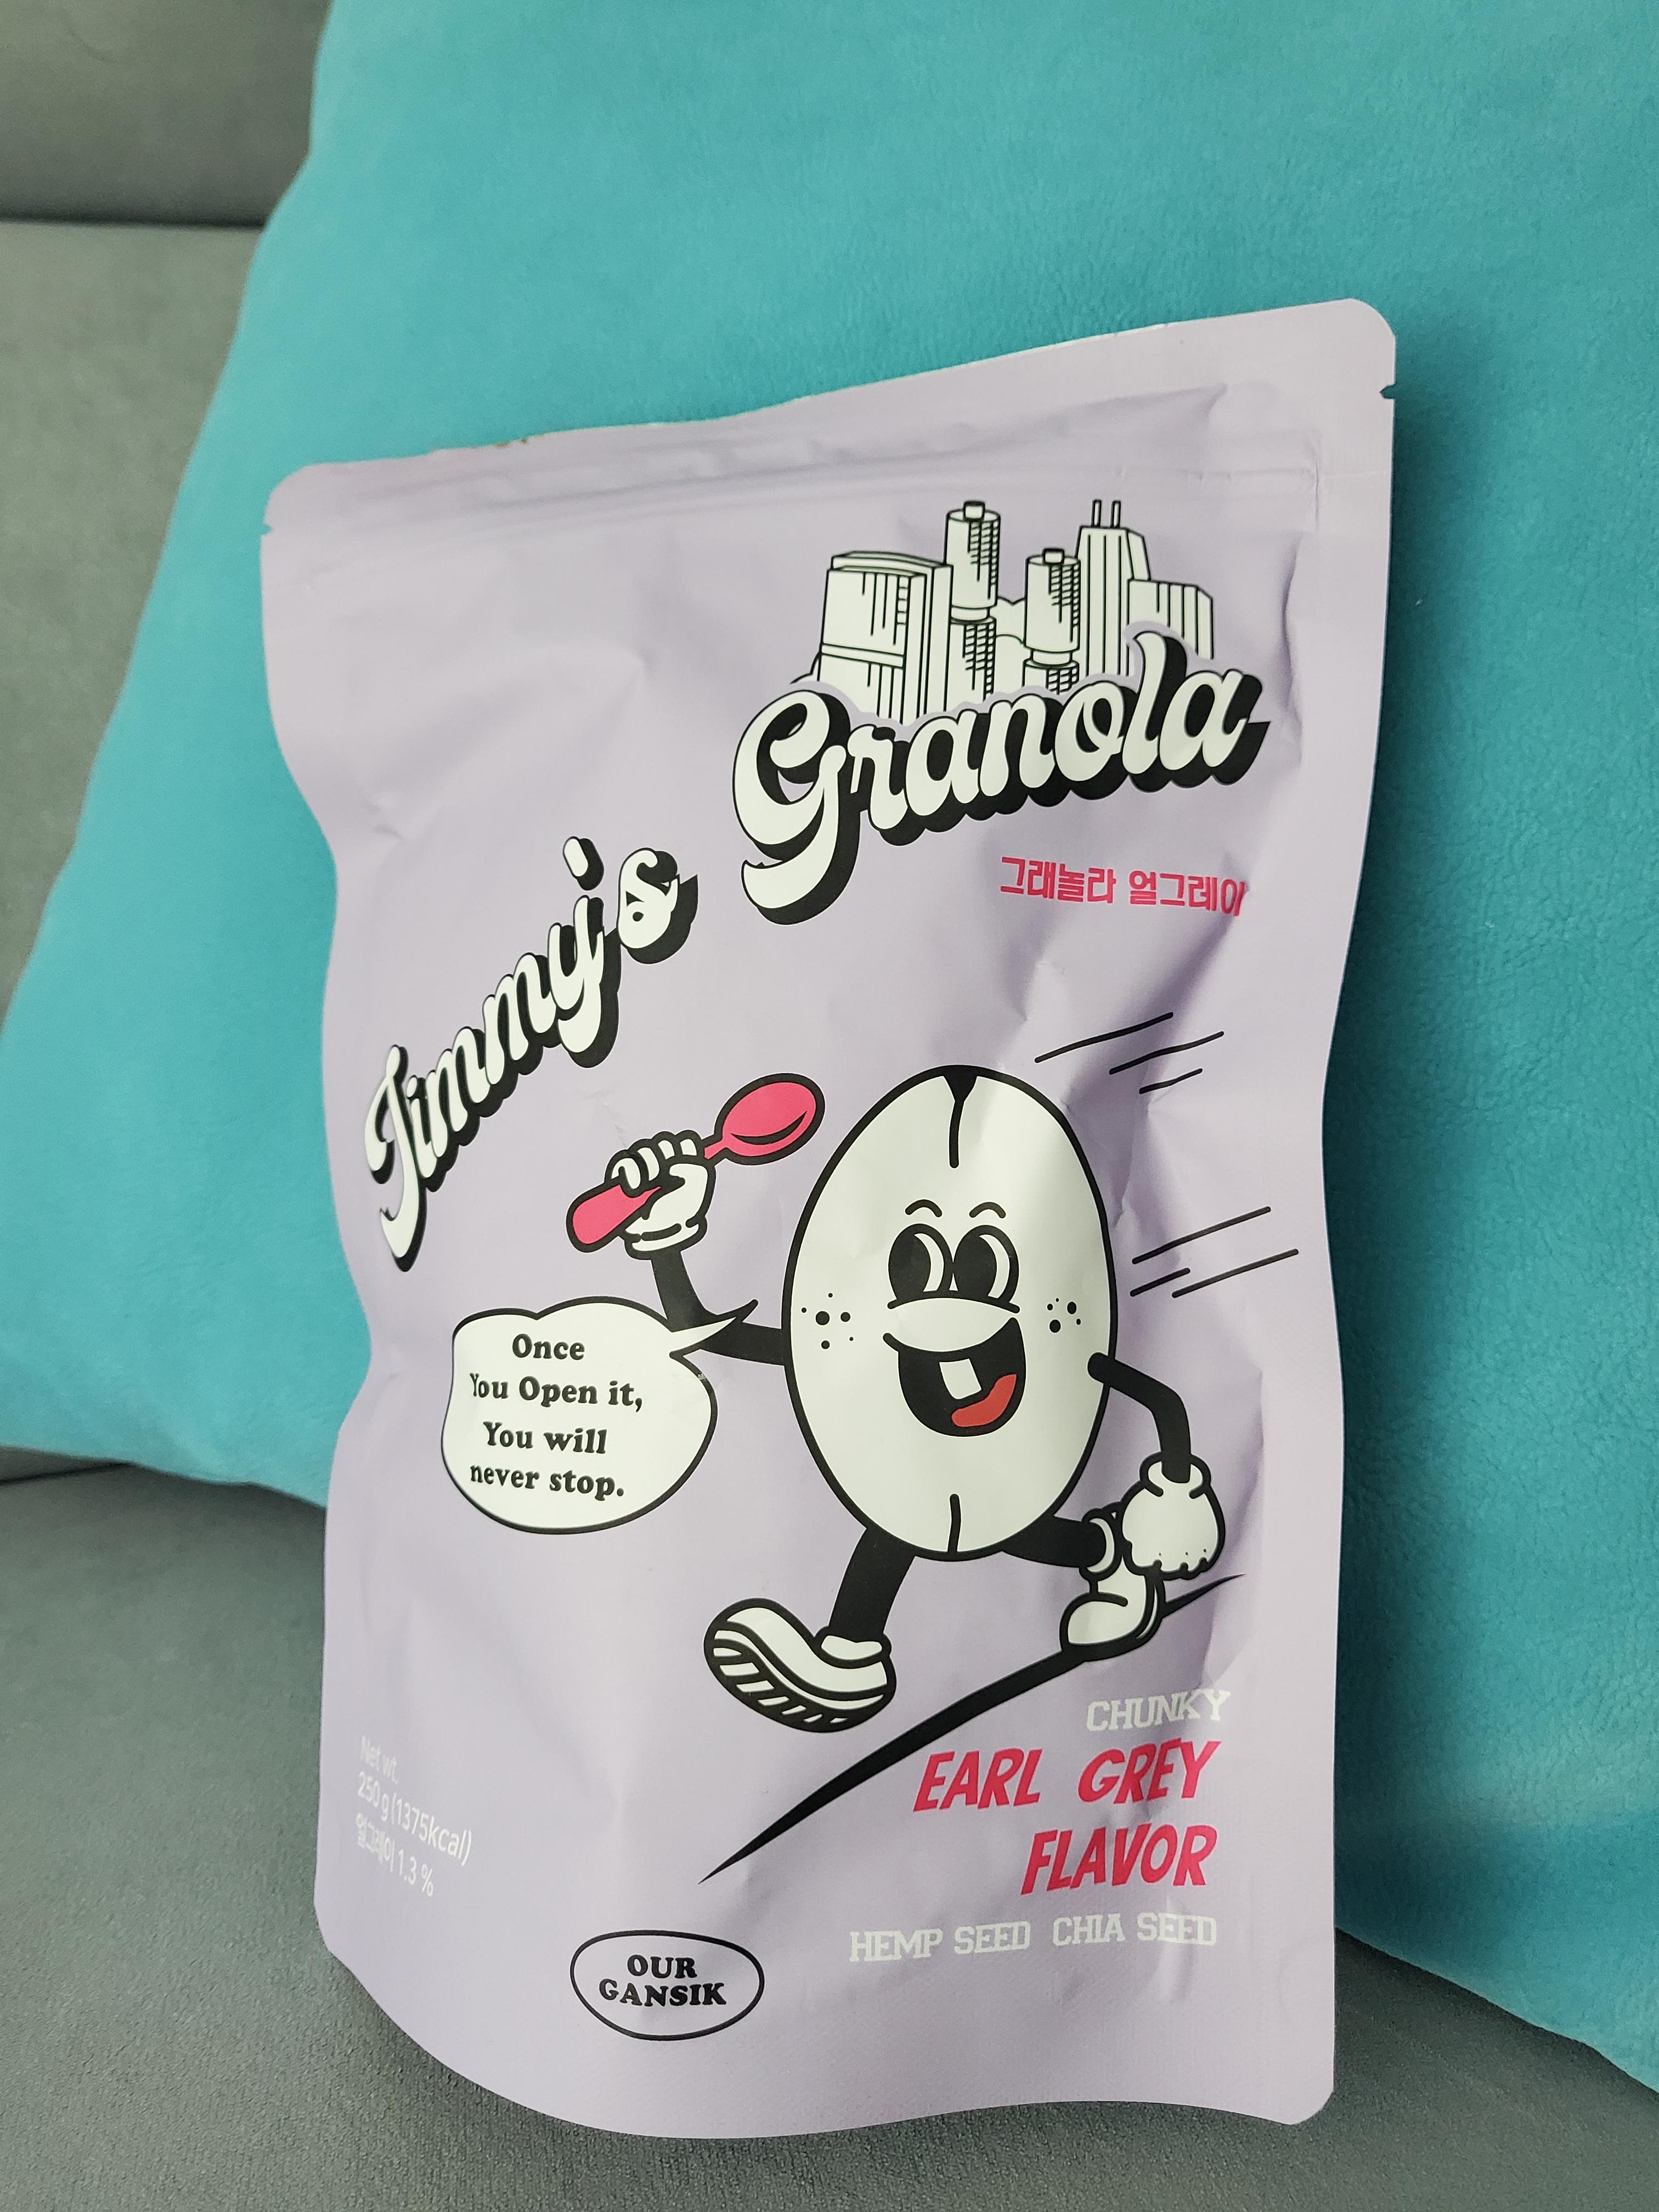 Jimmy's Granola
그래놀라 얼그레이
Once
You Open it,
You will
never stop.
CHUNKY
EARL GREY
FLAVOR
HEMP SEED CHIA SEED
Net wt.
250 g (1375kcal)
얼그레이 1.3 %
OUR
GANSIK